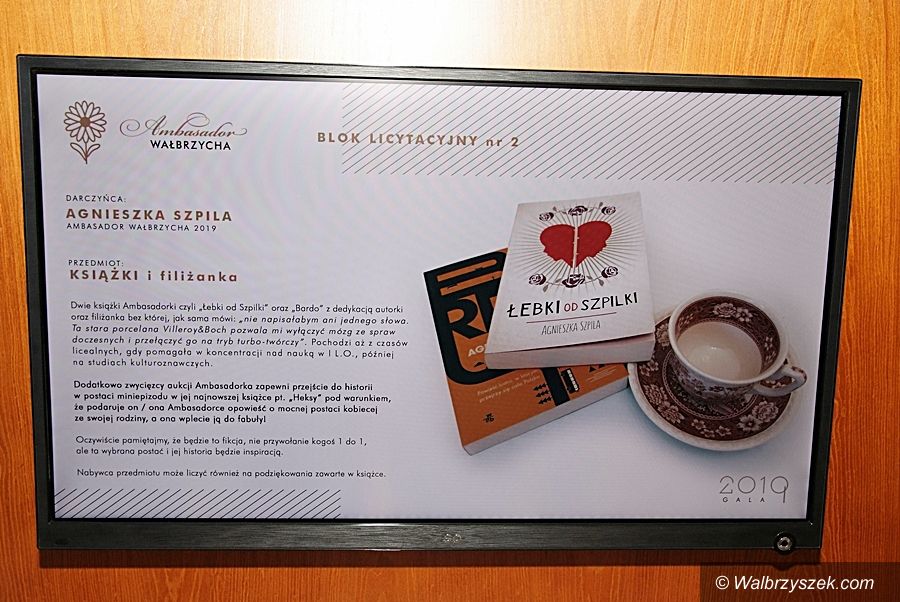 Ambasador
WAŁBRZYCHA
BLOK LICYTACYJNY nr 2
DARCZYŃCA:
AGNIESZKA SZPILA
AMBASADOR WAŁBRZYCHA 2019
PRZEDMIOT:
KSIĄŻKI i filiżanka
Dwie książki Ambasadorki czyli „Łebki od Szpilki" oraz „Bardo" z dedykacją autorki
oraz filiżanka bez której, jak sama mówi: „nie napisałabym ani jednego słowa.
Ta stara porcelana Villeroy&Boch pozwala mi wyłączyć mózg ze spraw
doczesnych i przełączyć go na tryb turbo-twórczy". Pochodzi aż z czasów
licealnych, gdy pomagała w koncentracji nad nauką w I L.O., później
na studiach kulturoznawczych.
Dodatkowo zwycięzcy aukcji Ambasadorka zapewni przejście do historii
w postaci miniepizodu w jej najnowszej książce pt. „Heksy" pod warunkiem,
że podaruje on / ona Ambasadorce opowieść o mocnej postaci kobiecej
ze swojej rodziny, a ona wplecie ją do fabuły!
Oczywiście pamiętajmy, że będzie to fikcja, nie przywołanie kogoś 1 do 1,
ale to wybrana postać i jej historia będzie inspiracją.
Nabywca przedmiotu może liczyć również na podziękowania zawarte w książce.
ŁEBKI OD SZPILKI
AGNIESZKA SZPILA
2019
GALA
© Walbrzyszek.com